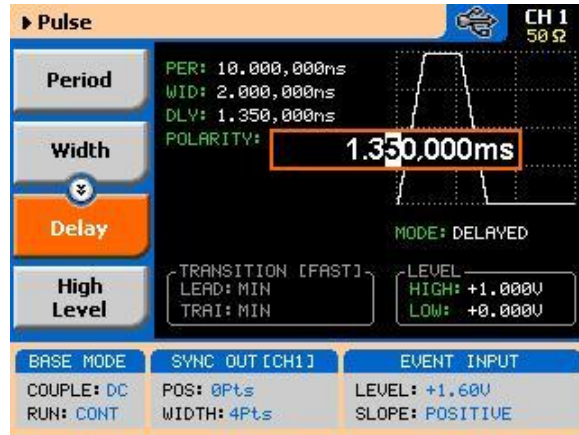 Pulse
CH 1
50 Ω
Period
Width
Delay
High
Level
PER: 10.000,000ms
WID: 2.000,000ms
DLY: 1.350,000ms
POLARITY:
1.350,000ms
MODE: DELAYED
TRANSITION [FAST]
LEAD: MIN
TRAI: MIN
LEVEL
HIGH: +1.000V
LOW: +0.000V
BASE MODE
COUPLE: DC
RUN: CONT
SYNC OUT [CH1]
POS: 0Pts
WIDTH: 4Pts
EVENT INPUT
LEVEL: +1.60V
SLOPE: POSITIVE